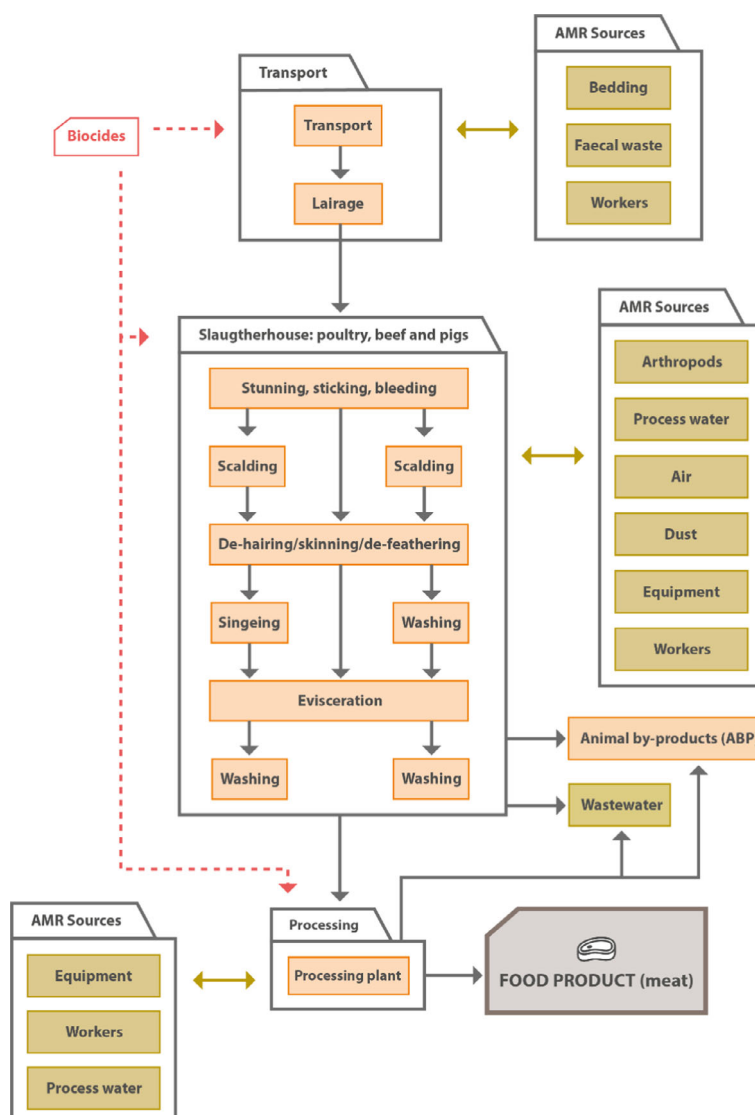 AMR Sources
Transport
Bedding
Biocides
Transport
Faecal waste
Lairage
Workers
AMR Sources
Slaugtherhouse: poultry, beef and pigs
Arthropods
Stunning, sticking, bleeding
Process water
Scalding
Scalding
Air
De-hairing/skinning/de-feathering
Dust
Equipment
Singeing
Washing
Workers
Evisceration
Animal by-products (ABP
Washing
Washing
Wastewater
AMR Sources
Processing
Equipment
Processing plant
FOOD PRODUCT (meat)
Workers
Process water